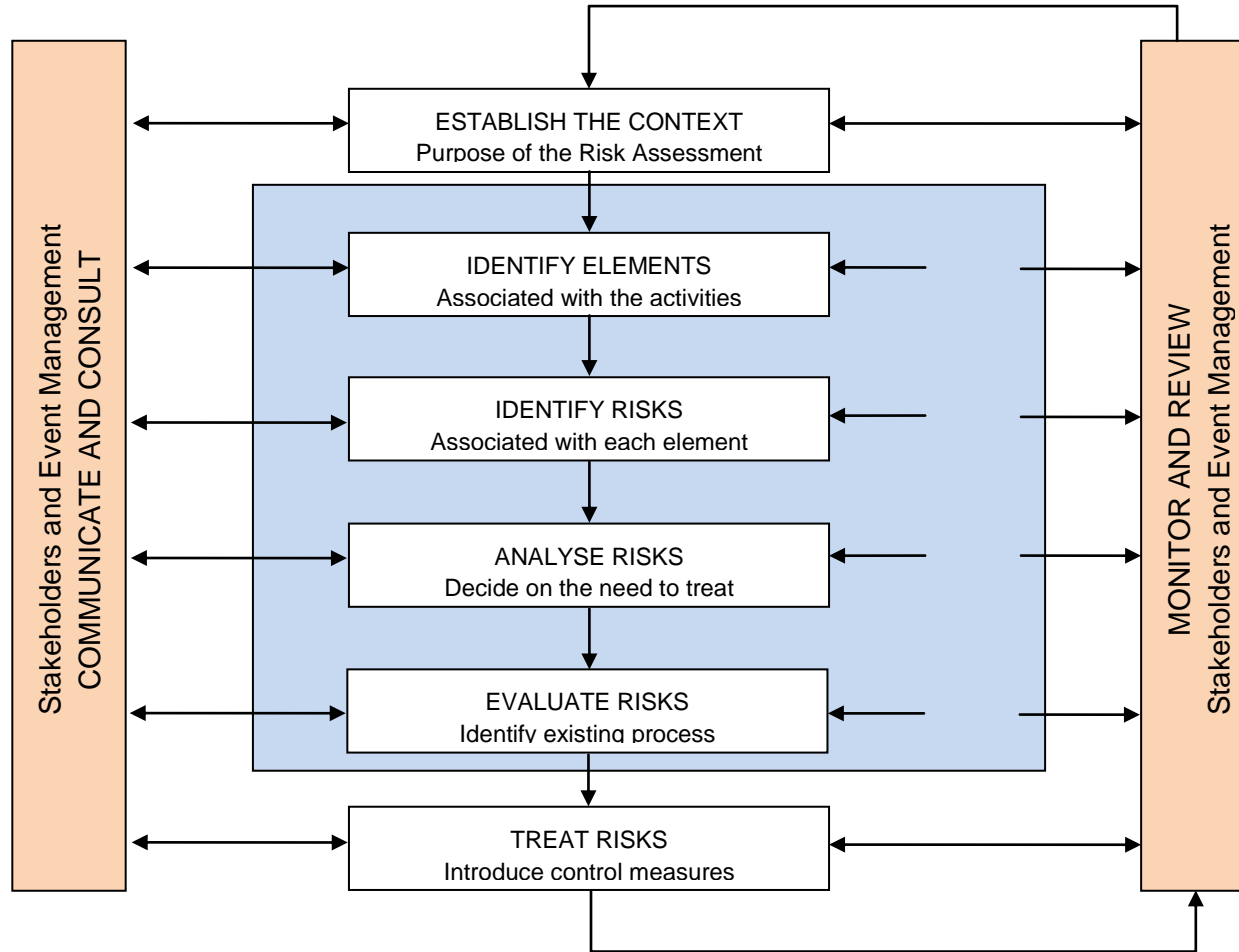 Stakeholders and Event Management
COMMUNICATE AND CONSULT
ESTABLISH THE CONTEXT
Purpose of the Risk Assessment
IDENTIFY ELEMENTS
Associated with the activities
IDENTIFY RISKS
Associated with each element
ANALYSE RISKS
Decide on the need to treat
EVALUATE RISKS
Identify existing process
TREAT RISKS
Introduce control measures
MONITOR AND REVIEW
Stakeholders and Event Management